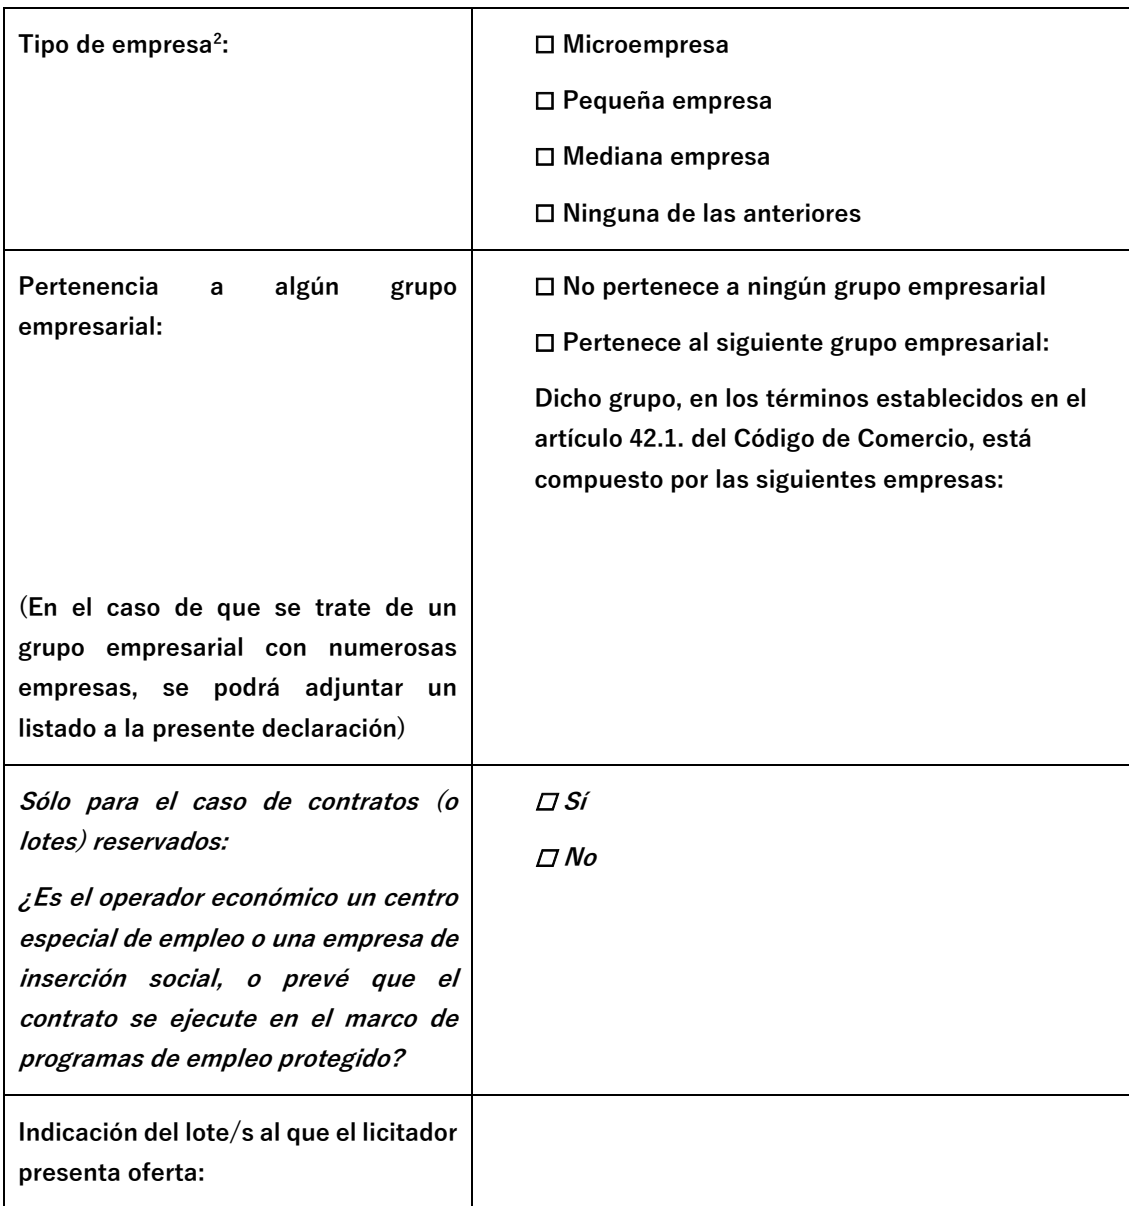 Tipo de empresa²:
☐ Microempresa
☐ Pequeña empresa
☐ Mediana empresa
☐ Ninguna de las anteriores
Pertenencia a algún grupo
empresarial:
(En el caso de que se trate de un
grupo empresarial con numerosas
empresas, se podrá adjuntar un
listado a la presente declaración)
☐ No pertenece a ningún grupo empresarial
☐ Pertenece al siguiente grupo empresarial:
Dicho grupo, en los términos establecidos en el
artículo 42.1. del Código de Comercio, está
compuesto por las siguientes empresas:
Sólo para el caso de contratos (o
lotes) reservados:
¿Es el operador económico un centro
especial de empleo o una empresa de
inserción social, o prevé que el
contrato se ejecute en el marco de
programas de empleo protegido?
☐ Sí
☐ No
Indicación del lote/s al que el licitador
presenta oferta: